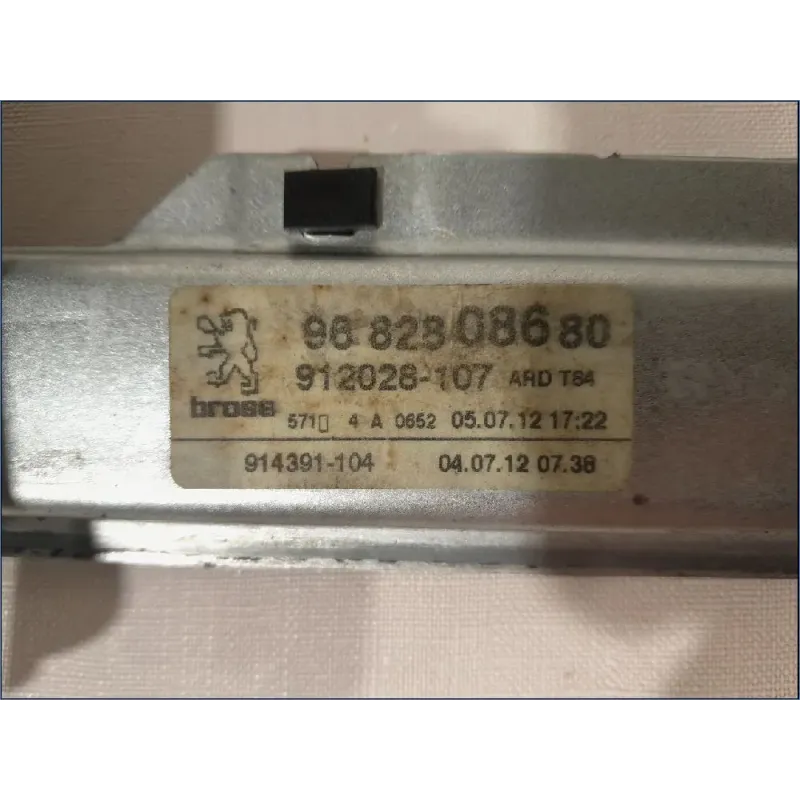 96 828 086 80
912028-107 ARD T84
brose
571▯ 4 A 0652 05.07.12 17:22
914391-104 04.07.12 07.38